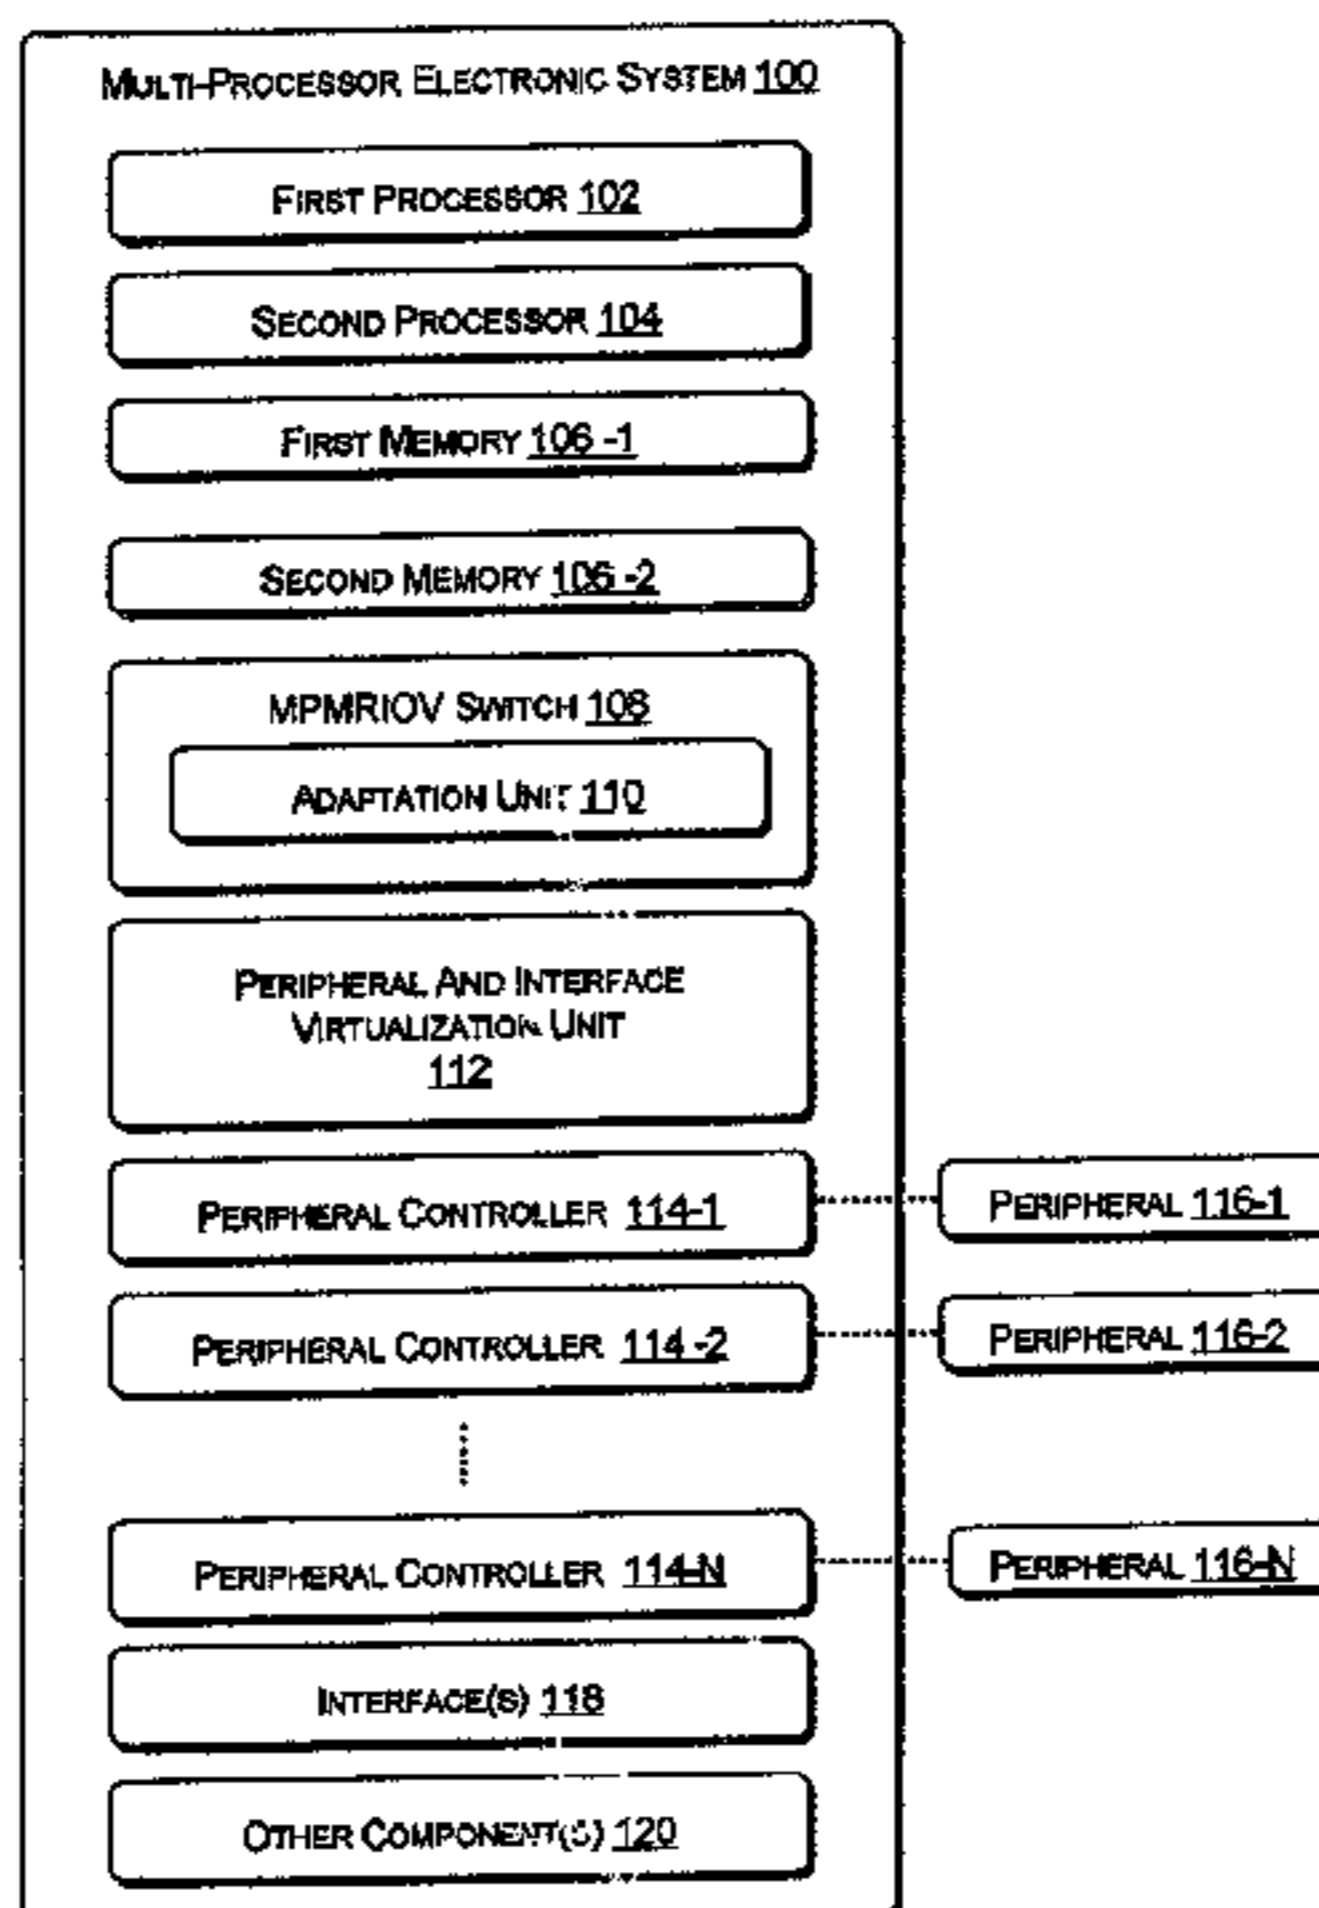 MULTI-PROCESSOR ELECTRONIC SYSTEM 100
FIRST PROCESSOR 102
SECOND PROCESSOR 104
FIRST MEMORY 106-1
SECOND MEMORY 106-2
MPMRIOV SWITCH 108
ADAPTATION UNIT 110
PERIPHERAL AND INTERFACE
VIRTUALIZATION UNIT
112
PERIPHERAL CONTROLLER 114-1
PERIPHERAL 116-1
PERIPHERAL CONTROLLER 114-2
PERIPHERAL 116-2
PERIPHERAL CONTROLLER 114-N
PERIPHERAL 116-N
INTERFACE(S) 118
OTHER COMPONENT(S) 120